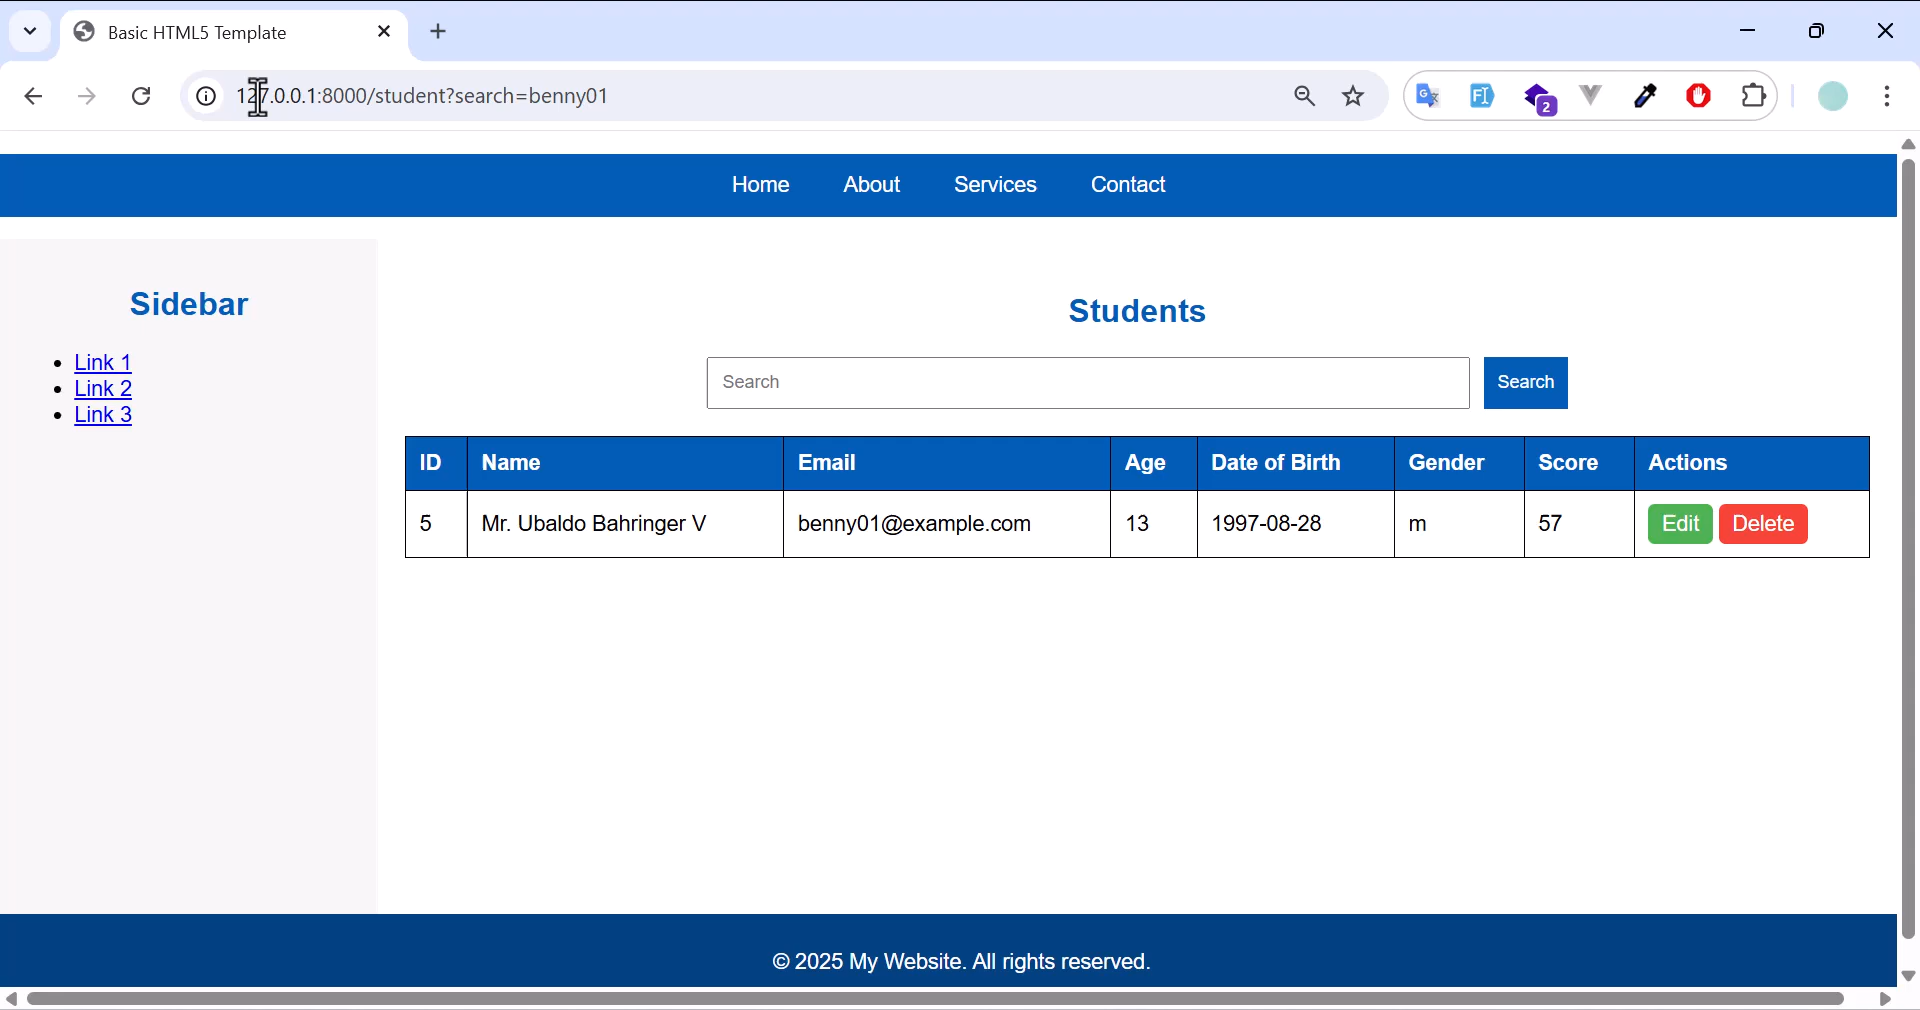 Basic HTML5 Template
127.0.0.1:8000/student?search=benny01
2
Home About Services Contact
Sidebar
Link 1
Link 2
Link 3
Students
Search Search
ID Name Email Age Date of Birth Gender Score Actions
5 Mr. Ubaldo Bahringer V benny01@example.com 13 1997-08-28 m 57 Edit Delete
© 2025 My Website. All rights reserved.